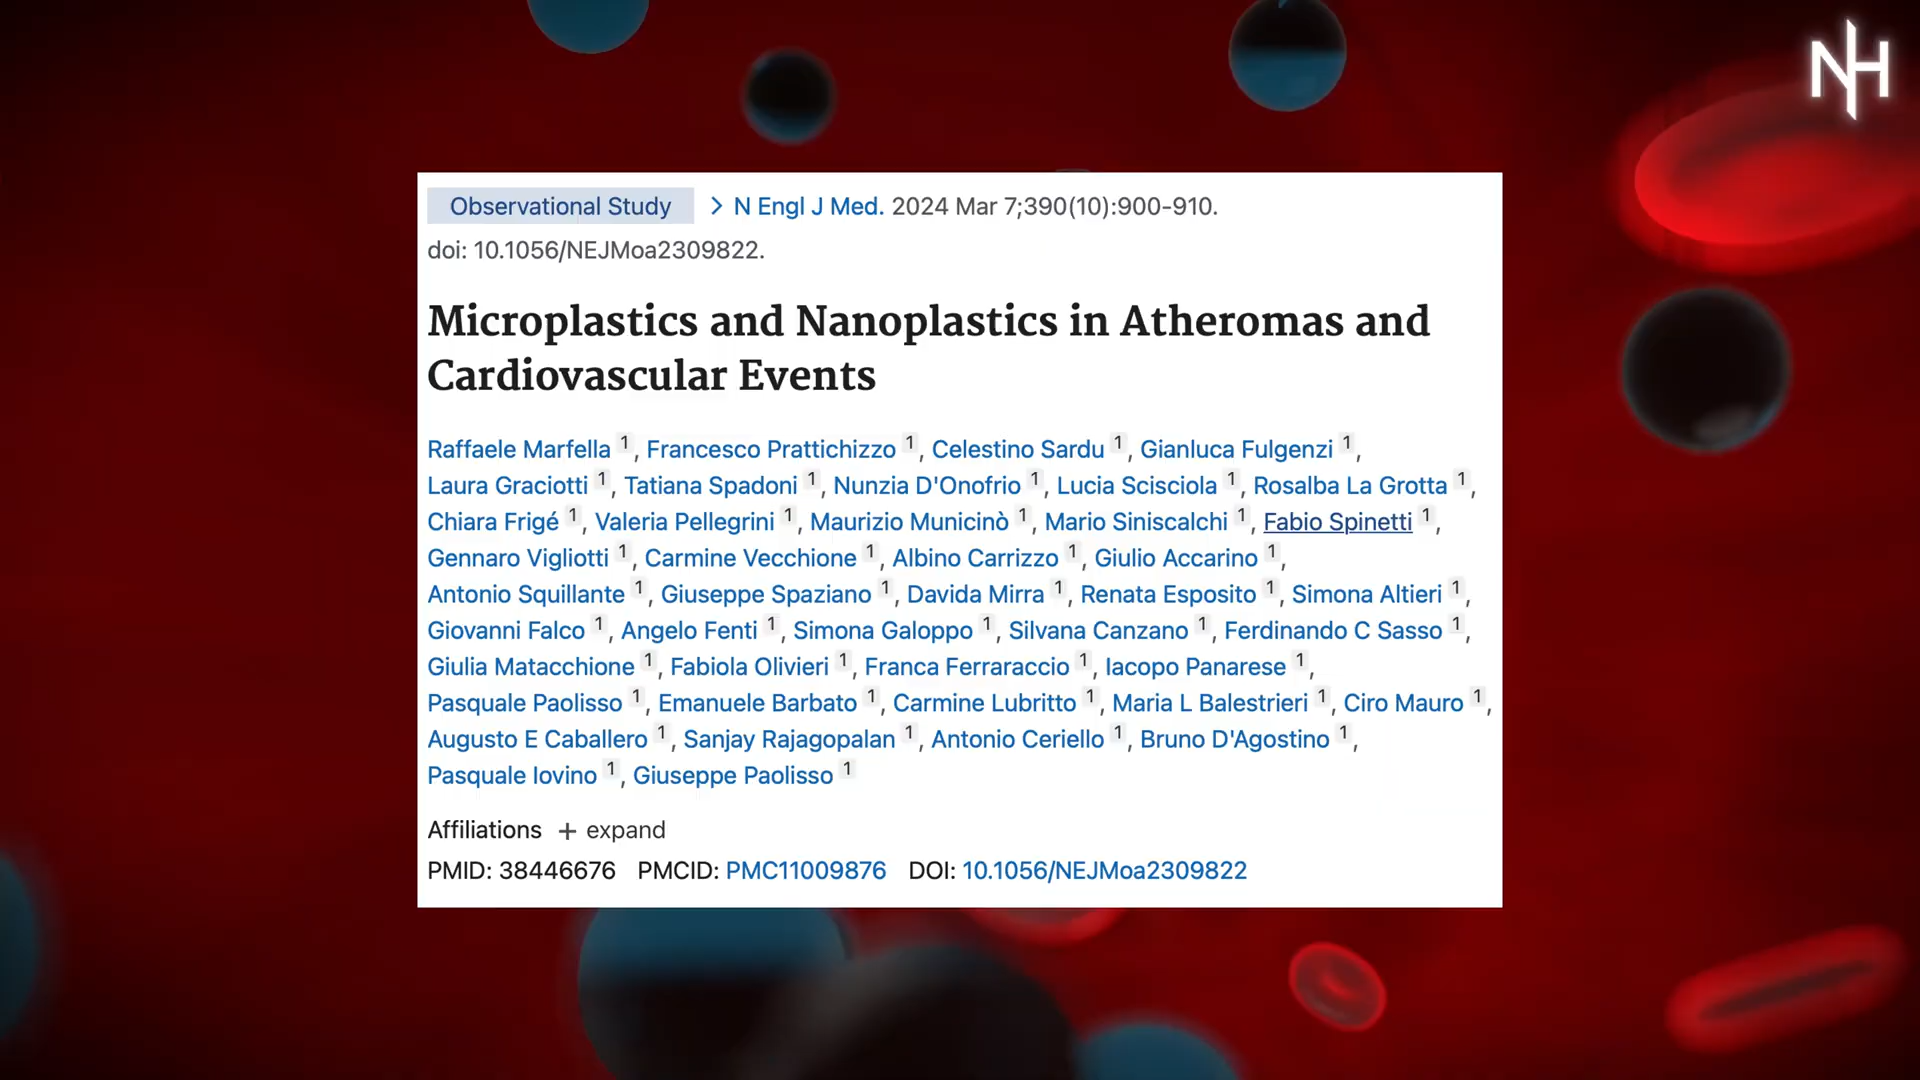 NH
Observational Study > N Engl J Med. 2024 Mar 7;390(10):900-910.
doi: 10.1056/NEJMoa2309822.
Microplastics and Nanoplastics in Atheromas and
Cardiovascular Events
Raffaele Marfella 1, Francesco Prattichizzo 1, Celestino Sardu 1, Gianluca Fulgenzi 1,
Laura Graciotti 1, Tatiana Spadoni 1, Nunzia D'Onofrio 1, Lucia Scisciola 1, Rosalba La Grotta 1,
Chiara Frigé 1, Valeria Pellegrini 1, Maurizio Municinò 1, Mario Siniscalchi 1, Fabio Spinetti 1,
Gennaro Vigliotti 1, Carmine Vecchione 1, Albino Carrizzo 1, Giulio Accarino 1,
Antonio Squillante 1, Giuseppe Spaziano 1, Davida Mirra 1, Renata Esposito 1, Simona Altieri 1,
Giovanni Falco 1, Angelo Fenti 1, Simona Galoppo 1, Silvana Canzano 1, Ferdinando C Sasso 1,
Giulia Matacchione 1, Fabiola Olivieri 1, Franca Ferraraccio 1, Iacopo Panarese 1,
Pasquale Paolisso 1, Emanuele Barbato 1, Carmine Lubritto 1, Maria L Balestrieri 1, Ciro Mauro 1,
Augusto E Caballero 1, Sanjay Rajagopalan 1, Antonio Ceriello 1, Bruno D'Agostino 1,
Pasquale Iovino 1, Giuseppe Paolisso 1
Affiliations + expand
PMID: 38446676 PMCID: PMC11009876 DOI: 10.1056/NEJMoa2309822